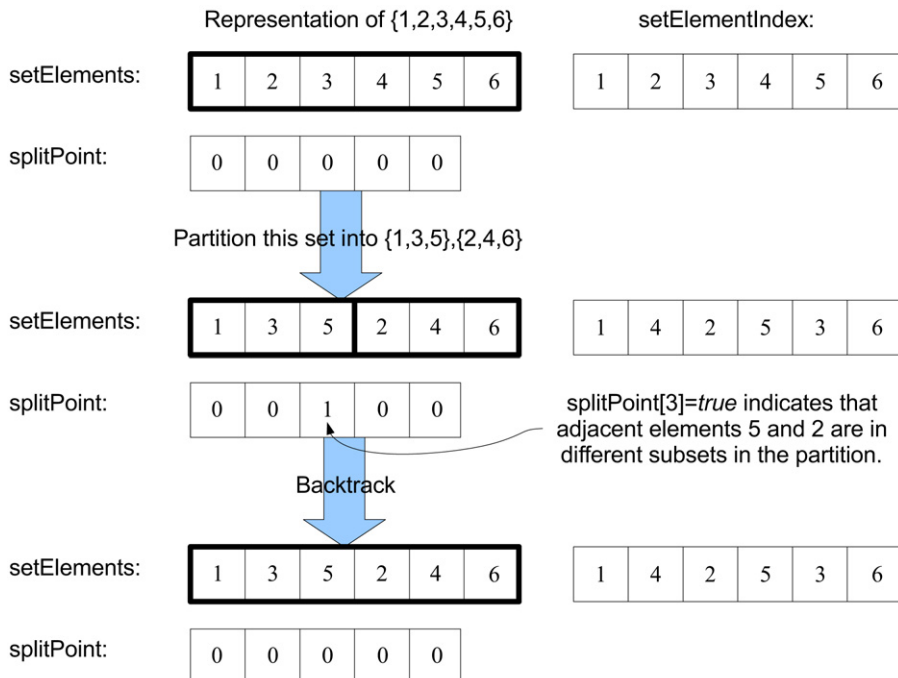 Representation of {1,2,3,4,5,6} setElementIndex:
setElements: 1 2 3 4 5 6 1 2 3 4 5 6
splitPoint: 0 0 0 0 0
Partition this set into {1,3,5},{2,4,6}
setElements: 1 3 5 2 4 6 1 4 2 5 3 6
splitPoint: 0 0 1 0 0
splitPoint[3]=true indicates that
adjacent elements 5 and 2 are in
different subsets in the partition.
Backtrack
setElements: 1 3 5 2 4 6 1 4 2 5 3 6
splitPoint: 0 0 0 0 0